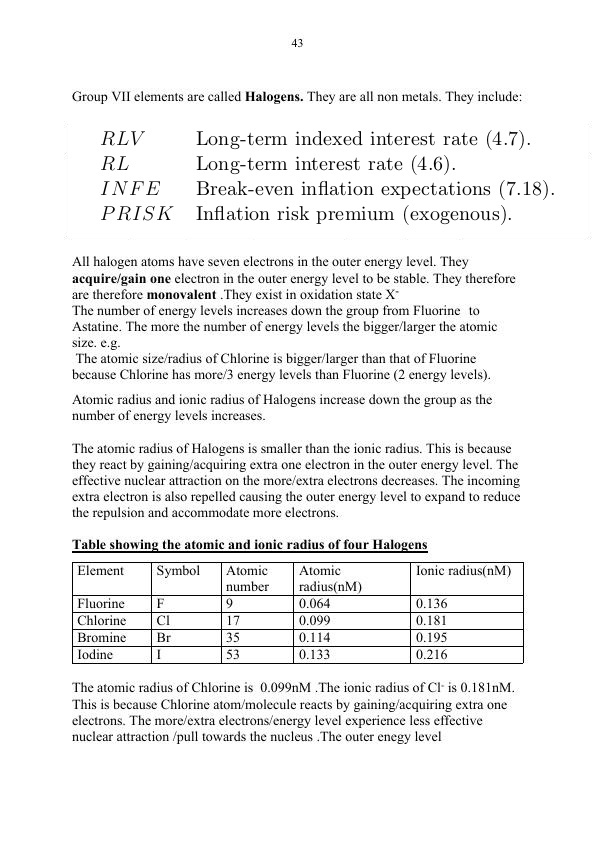 43
Group VII elements are called Halogens. They are all non metals. They include:
RLV Long-term indexed interest rate (4.7).
RL Long-term interest rate (4.6).
INFE Break-even inflation expectations (7.18).
PRISK Inflation risk premium (exogenous).
All halogen atoms have seven electrons in the outer energy level. They
acquire/gain one electron in the outer energy level to be stable. They therefore
are therefore monovalent .They exist in oxidation state X⁻
The number of energy levels increases down the group from Fluorine to
Astatine. The more the number of energy levels the bigger/larger the atomic
size. e.g.
The atomic size/radius of Chlorine is bigger/larger than that of Fluorine
because Chlorine has more/3 energy levels than Fluorine (2 energy levels).
Atomic radius and ionic radius of Halogens increase down the group as the
number of energy levels increases.
The atomic radius of Halogens is smaller than the ionic radius. This is because
they react by gaining/acquiring extra one electron in the outer energy level. The
effective nuclear attraction on the more/extra electrons decreases. The incoming
extra electron is also repelled causing the outer energy level to expand to reduce
the repulsion and accommodate more electrons.
Table showing the atomic and ionic radius of four Halogens
Element Symbol Atomic number Atomic radius(nM) Ionic radius(nM)
Fluorine F 9 0.064 0.136
Chlorine Cl 17 0.099 0.181
Bromine Br 35 0.114 0.195
Iodine I 53 0.133 0.216
The atomic radius of Chlorine is 0.099nM .The ionic radius of Cl⁻ is 0.181nM.
This is because Chlorine atom/molecule reacts by gaining/acquiring extra one
electrons. The more/extra electrons/energy level experience less effective
nuclear attraction /pull towards the nucleus .The outer enegy level